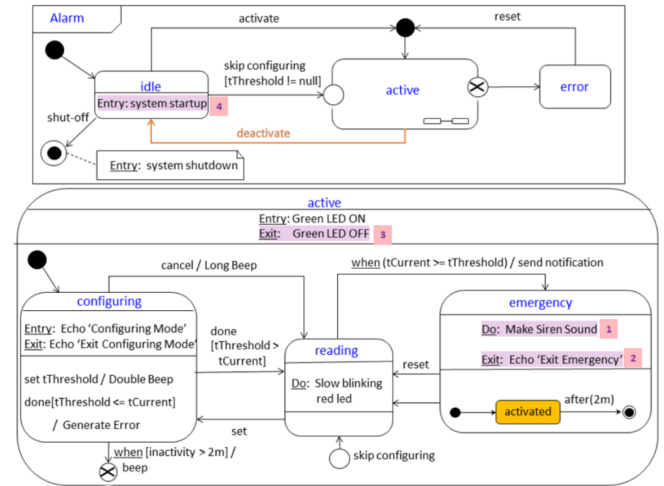 Alarm
activate
reset
skip configuring
[tThreshold != null]
idle
Entry: system startup 4
active
error
shut-off
deactivate
Entry: system shutdown
active
Entry: Green LED ON
Exit: Green LED OFF 3
cancel / Long Beep
when (tCurrent >= tThreshold) / send notification
configuring
Entry: Echo 'Configuring Mode'
Exit: Echo 'Exit Configuring Mode'
set tThreshold / Double Beep
done[tThreshold <= tCurrent]
/ Generate Error
done
[tThreshold >
tCurrent]
reading
Do: Slow blinking
red led
set
emergency
Do: Make Siren Sound 1
Exit: Echo 'Exit Emergency' 2
reset
activated
after(2m)
when [inactivity > 2m] /
beep
skip configuring